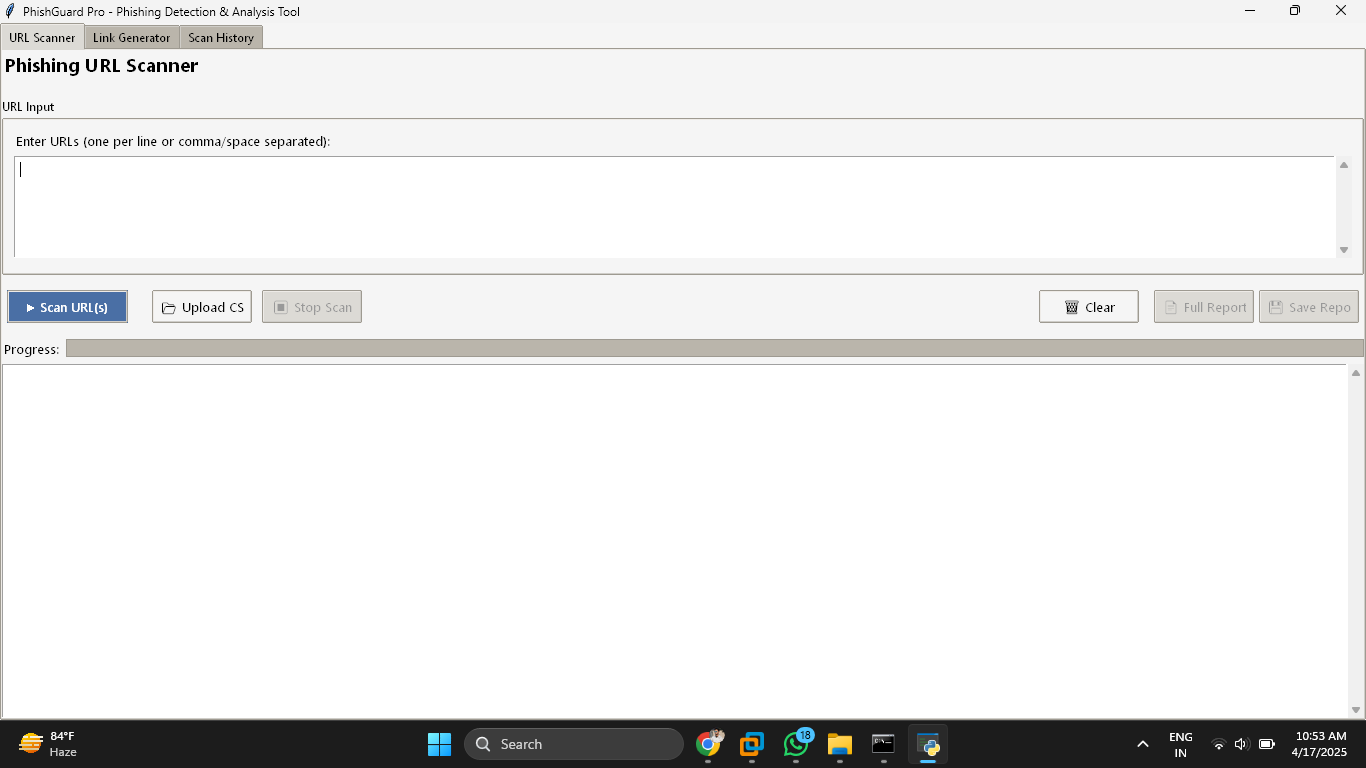 PhishGuard Pro - Phishing Detection & Analysis Tool
URL Scanner Link Generator Scan History
Phishing URL Scanner
URL Input
Enter URLs (one per line or comma/space separated):
Scan URL(s) Upload CS Stop Scan Clear Full Report Save Repo
Progress:
84°F
Haze
Search
18
ENG
IN
10:53 AM
4/17/2025